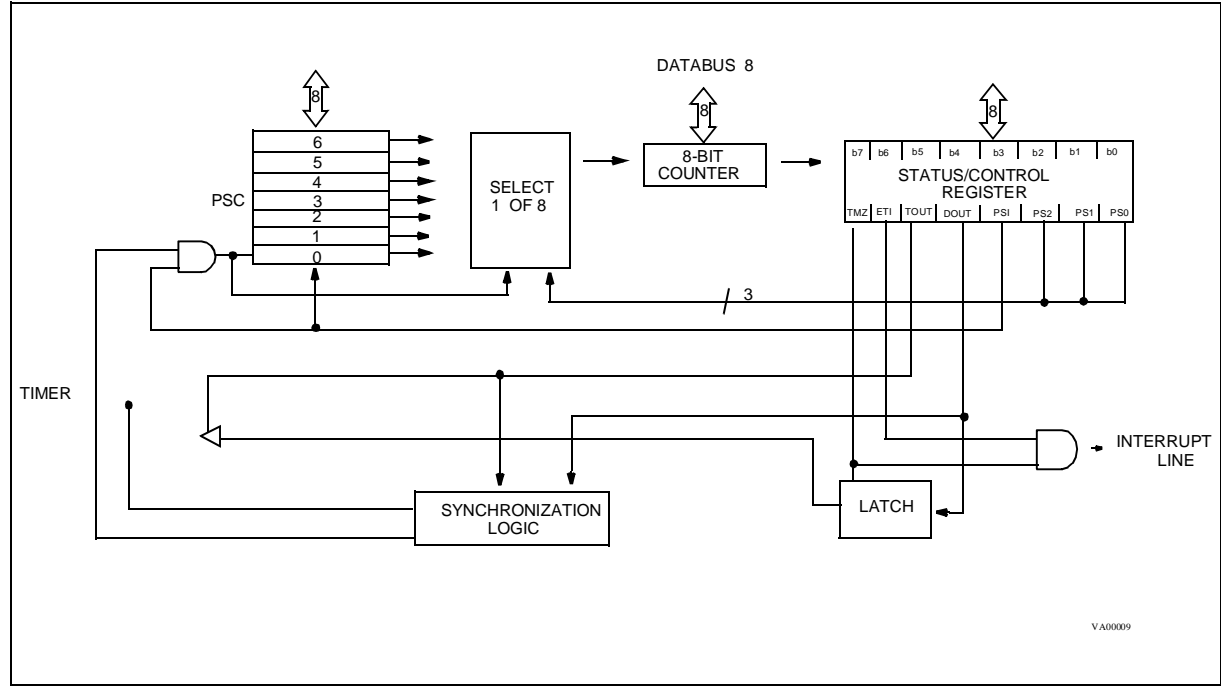 DATABUS 8
8
8
8
6
5
4
3
2
1
0
PSC
SELECT
1 OF 8
8-BIT
COUNTER
b7 b6 b5 b4 b3 b2 b1 b0
STATUS/CONTROL
REGISTER
TMZ ETI TOUT DOUT PSI PS2 PS1 PS0
3
TIMER
INTERRUPT
LINE
SYNCHRONIZATION
LOGIC
LATCH
VA00009